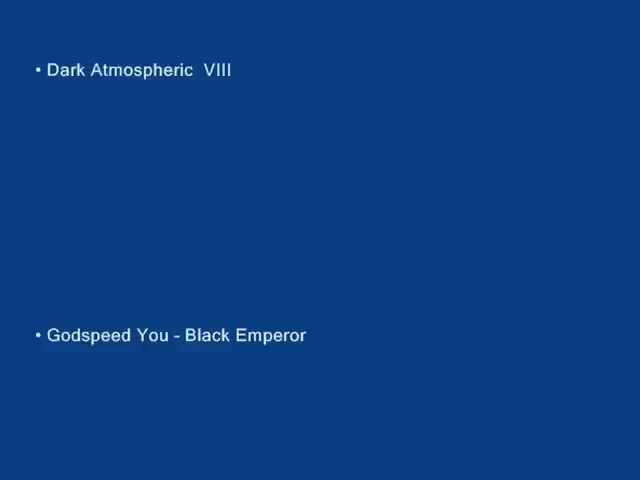 • Dark Atmospheric  VIII
• Godspeed You - Black Emperor